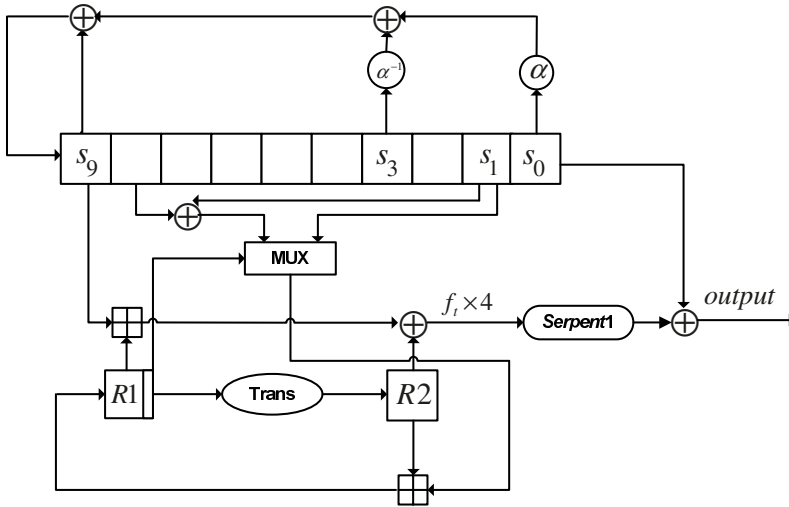 α⁻¹
α
s₉ s₃ s₁ s₀
MUX
fₜ×4
output
Serpent1
R1
Trans
R2